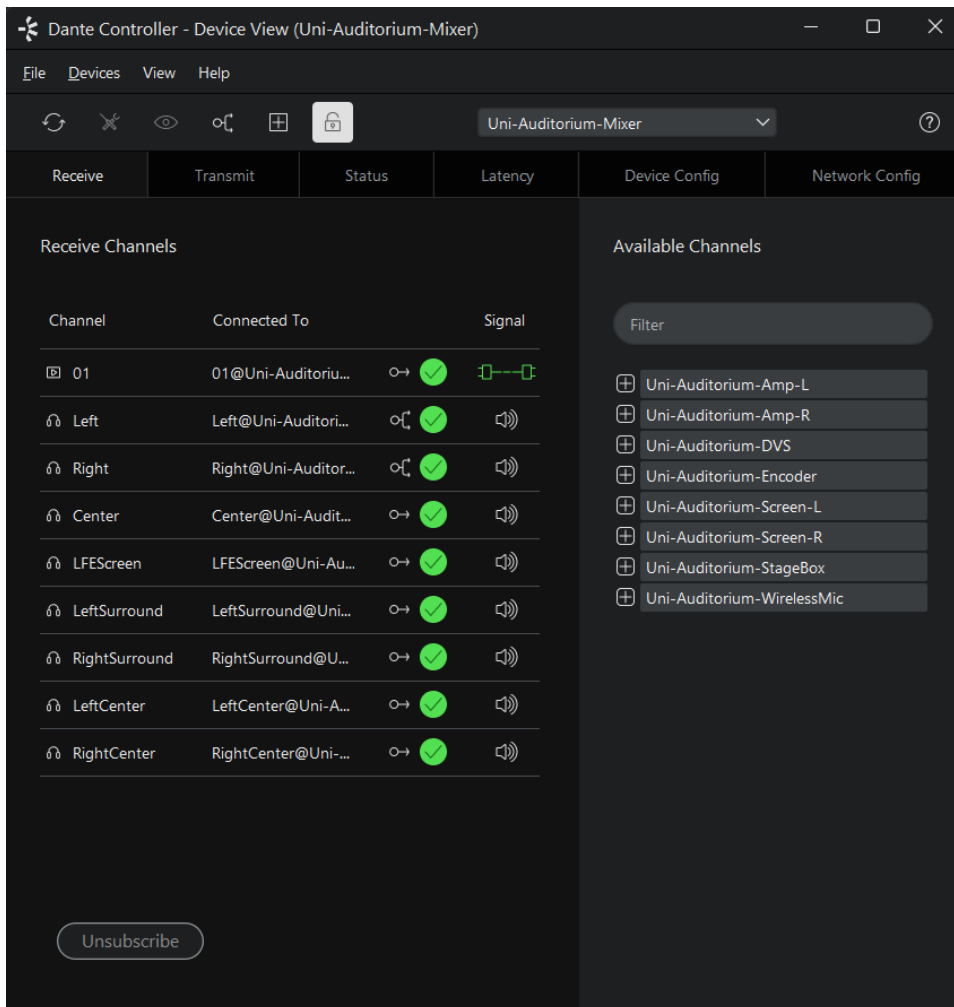 Dante Controller - Device View (Uni-Auditorium-Mixer)
File Devices View Help
Uni-Auditorium-Mixer
Receive Transmit Status Latency Device Config Network Config
Receive Channels
Channel Connected To Signal
01 01@Uni-Auditoriu...
Left Left@Uni-Auditori...
Right Right@Uni-Auditor...
Center Center@Uni-Audit...
LFEScreen LFEScreen@Uni-Au...
LeftSurround LeftSurround@Uni...
RightSurround RightSurround@U...
LeftCenter LeftCenter@Uni-A...
RightCenter RightCenter@Uni-...
Unsubscribe
Available Channels
Filter
Uni-Auditorium-Amp-L
Uni-Auditorium-Amp-R
Uni-Auditorium-DVS
Uni-Auditorium-Encoder
Uni-Auditorium-Screen-L
Uni-Auditorium-Screen-R
Uni-Auditorium-StageBox
Uni-Auditorium-WirelessMic